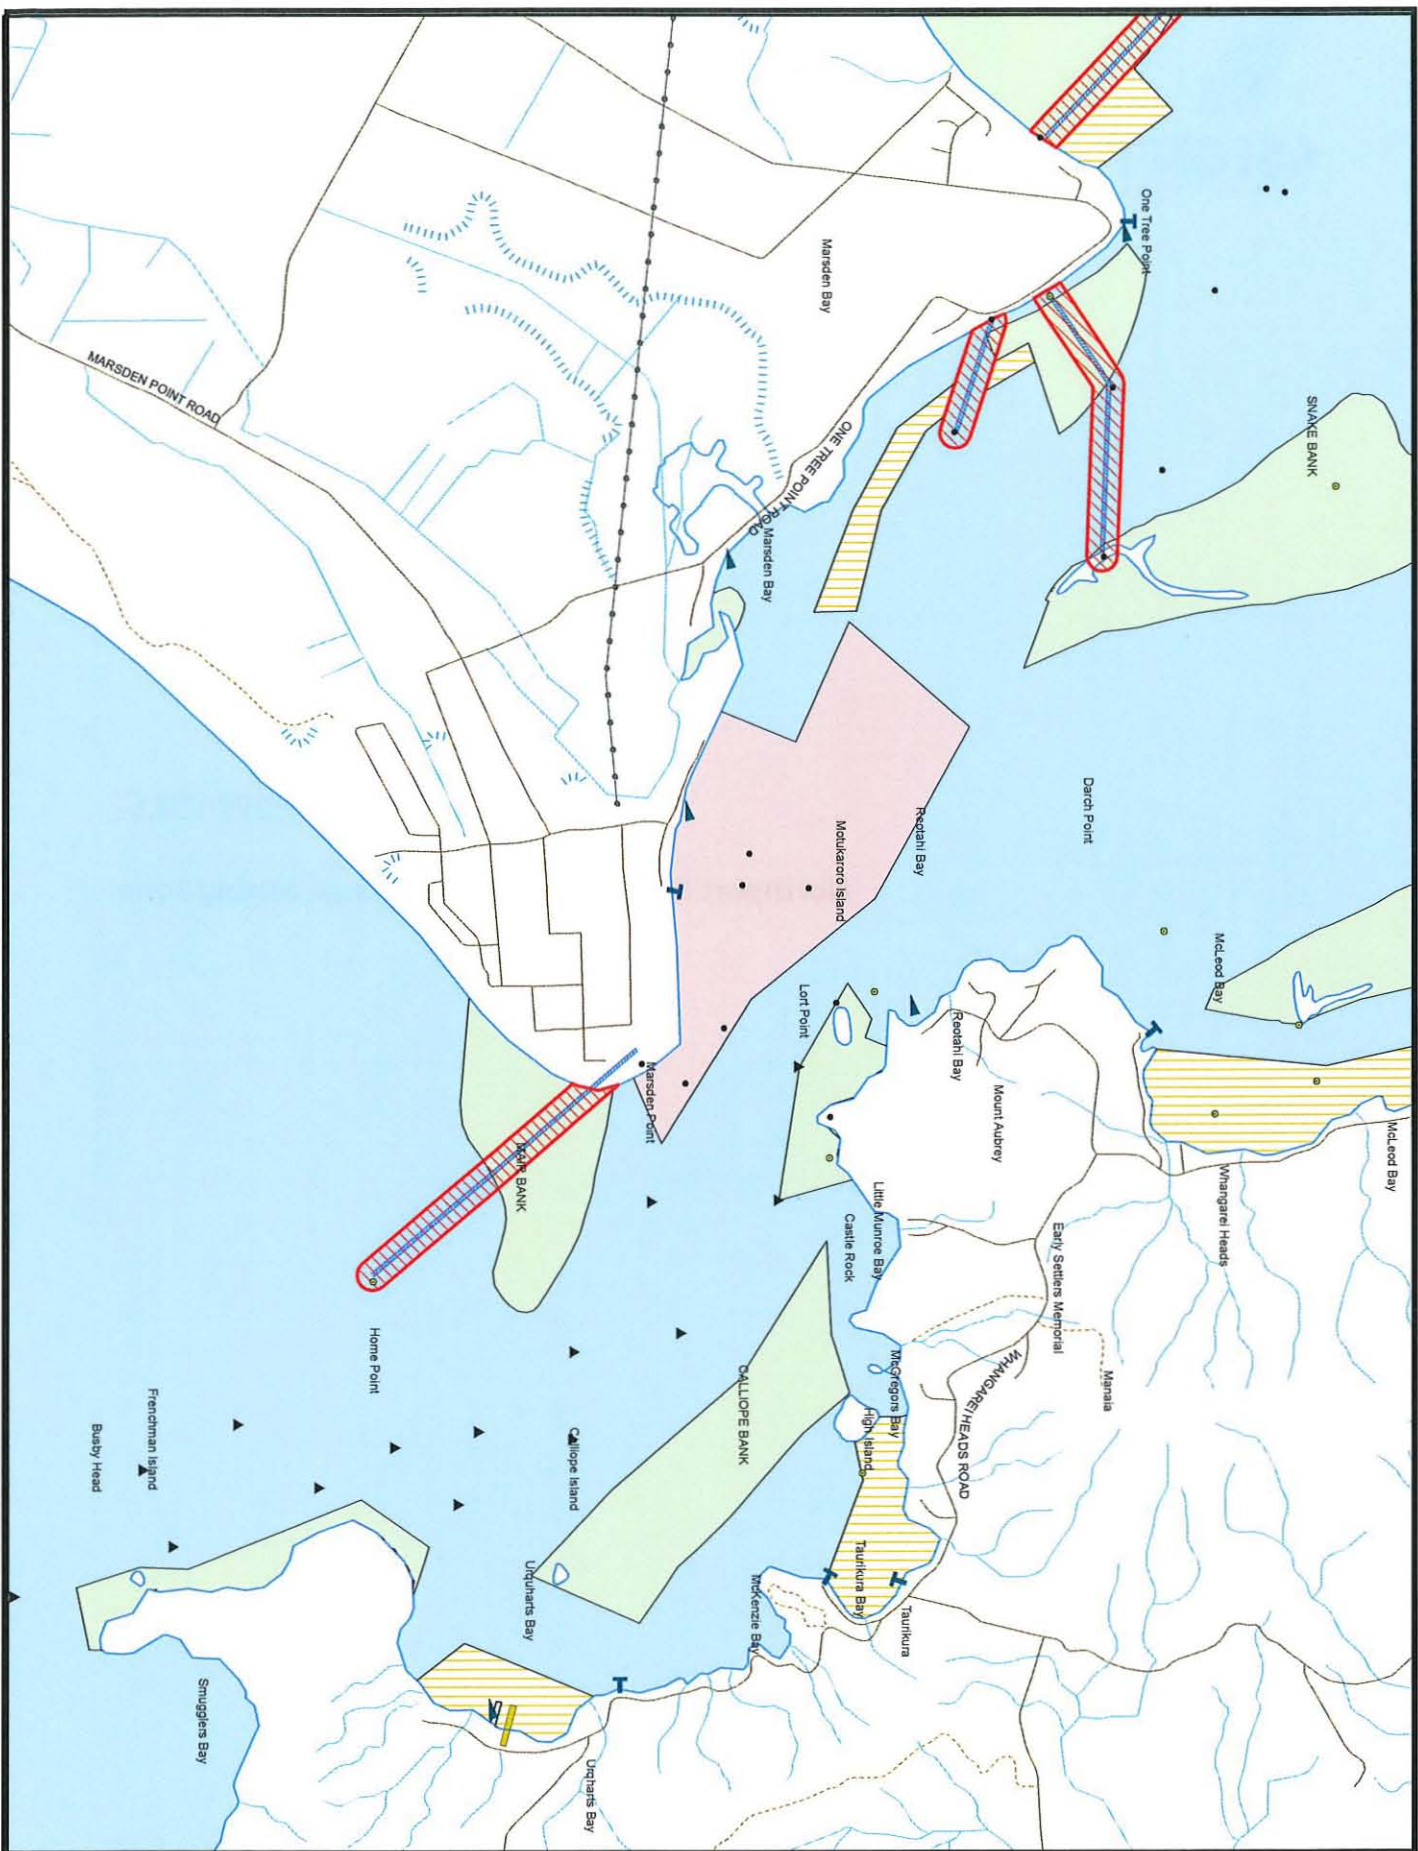 McLeod Bay
SNAKE BANK
Whangarei Heads
McLeod Bay
One Tree Point
Manaia
Darch Point
Early Settlers Memorial
Mount Aubrey
WHANGAREI HEADS ROAD
Reotahi Bay
Reotahi Bay
Taurikura
McGregors Bay
Little Munroe Bay
High Island
Taurikura Bay
Castle Rock
Motukaroro Island
Marsden Bay
ONE TREE POINT ROAD
Lort Point
Marsden Bay
McKenzie Bay
CALLIOPE BANK
Marsden Point
Urqharts Bay
Calliope Island
Urquharts Bay
MAIR BANK
Home Point
Smugglers Bay
MARSDEN POINT ROAD
Frenchman Island
Busby Head